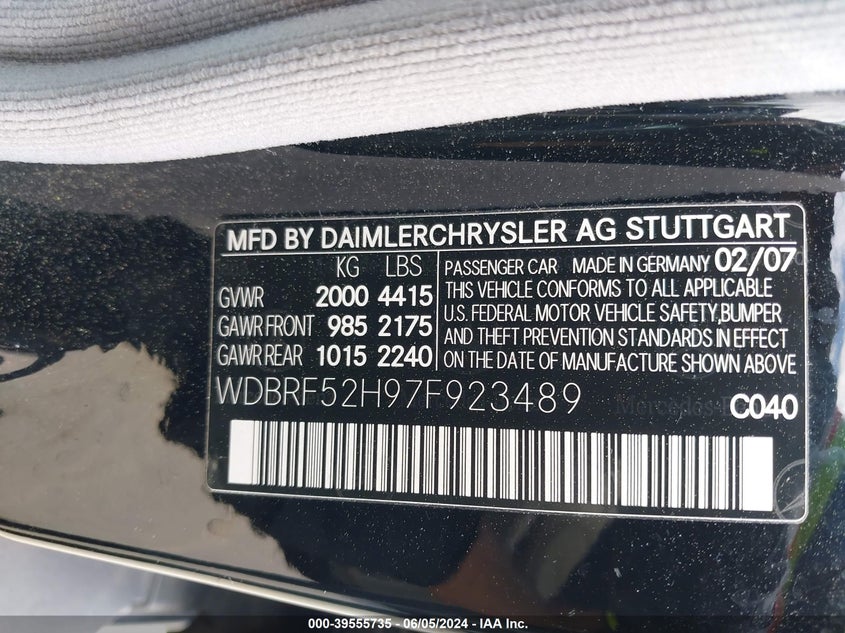 MFD BY DAIMLERCHRYSLER AG STUTTGART
KG LBS
GVWR 2000 4415
GAWR FRONT 985 2175
GAWR REAR 1015 2240
PASSENGER CAR MADE IN GERMANY 02/07
THIS VEHICLE CONFORMS TO ALL APPLICABLE
U.S. FEDERAL MOTOR VEHICLE SAFETY,BUMPER
AND THEFT PREVENTION STANDARDS IN EFFECT
ON THE DATE OF MANUFACTURE SHOWN ABOVE
WDBRF52H97F923489
C040
000-39555735 - 06/05/2024 - IAA Inc.